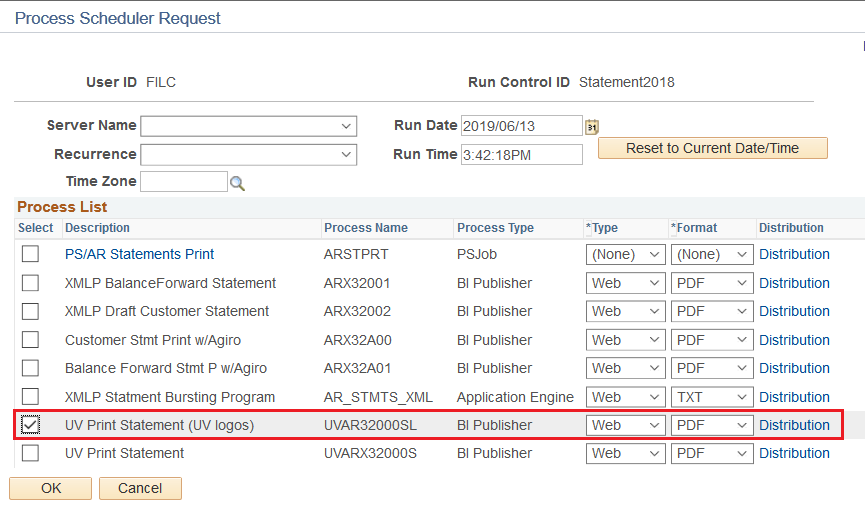 Process Scheduler Request
User ID FILC Run Control ID Statement2018
Server Name Run Date 2019/06/13 31
Recurrence Run Time 3:42:18PM Reset to Current Date/Time
Time Zone
Process List
Select Description Process Name Process Type *Type *Format Distribution
PS/AR Statements Print ARSTPRT PSJob (None) (None) Distribution
XMLP BalanceForward Statement ARX32001 BI Publisher Web PDF Distribution
XMLP Draft Customer Statement ARX32002 BI Publisher Web PDF Distribution
Customer Stmt Print w/Agiro ARX32A00 BI Publisher Web PDF Distribution
Balance Forward Stmt P w/Agiro ARX32A01 BI Publisher Web PDF Distribution
XMLP Statment Bursting Program AR_STMTS_XML Application Engine Web TXT Distribution
UV Print Statement (UV logos) UVAR32000SL BI Publisher Web PDF Distribution
UV Print Statement UVARX32000S BI Publisher Web PDF Distribution
OK Cancel